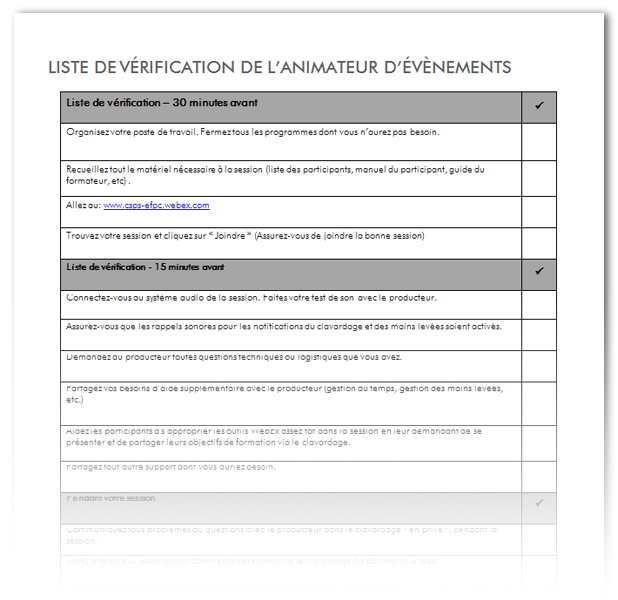 LISTE DE VÉRIFICATION DE L'ANIMATEUR D'ÉVÈNEMENTS
Liste de vérification – 30 minutes avant ✓
Organisez votre poste de travail. Fermez tous les programmes dont vous n'aurez pas besoin.
Recueillez tout le matériel nécessaire à la session (liste des participants, manuel du participant, guide du
formateur, etc) .
Allez au: www.csps-efpc.webex.com
Trouvez votre session et cliquez sur " Joindre " (Assurez-vous de joindre la bonne session)
Liste de vérification - 15 minutes avant ✓
Connectez-vous au système audio de la session. Faites votre test de son avec le producteur.
Assurez-vous que les rappels sonores pour les notifications du clavardage et des mains levées soient activés.
Demandez au producteur toutes questions techniques ou logistiques que vous avez.
Partagez vos besoins d'aide supplémentaire avec le producteur (gestion du temps, gestion des mains levées,
etc.)
Aidez les participants à s'approprier les outils WebEx assez tôt dans la session en leur demandant de se
présenter et de partager leurs objectifs de formation via le clavardage.
Partagez tout autre support dont vous auriez besoin.
Pendant votre session ✓
Communiquez tous problèmes ou questions avec le producteur dans le clavardage " en privé ", pendant la
session.